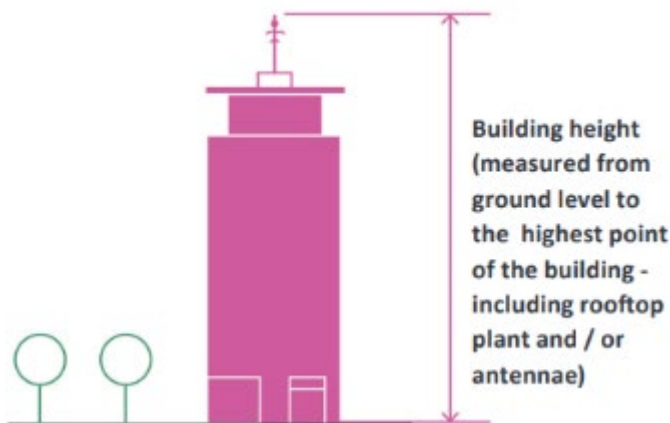 Building height
(measured from
ground level to
the highest point
of the building -
including rooftop
plant and / or
antennae)